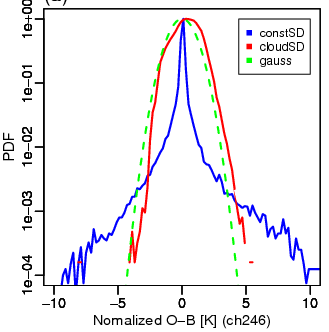 (a)
1e+00
1e-01
1e-02
1e-03
1e-04
PDF
constSD
cloudSD
gauss
-10 -5 0 5 10
Nomalized O-B [K] (ch246)